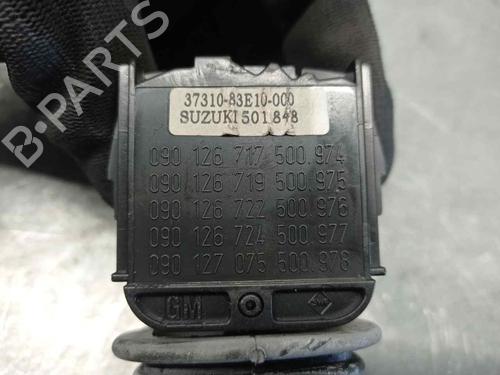 37310-83E10-000
SUZUKI 501848
090 126 717 500.974
090 126 719 500.975
090 126 722 500.976
090 126 724 500.977
090 127 075 500.978
GM
B-PARTS